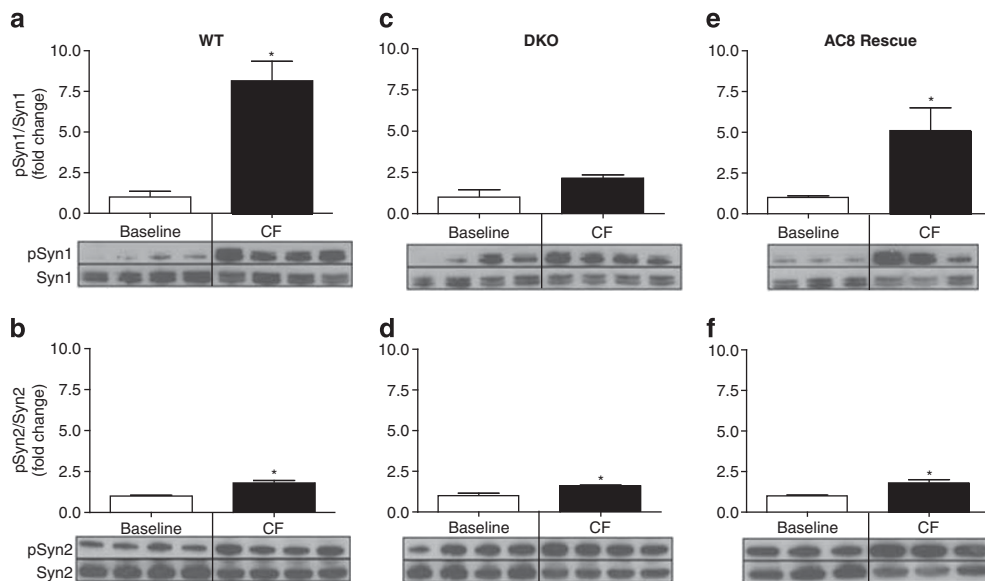 a
WT
10.0
7.5
5.0
2.5
0.0
pSyn1/Syn1
(fold change)
*
Baseline CF
pSyn1
Syn1
c
DKO
10.0
7.5
5.0
2.5
0.0
Baseline CF
e
AC8 Rescue
10.0
7.5
5.0
2.5
0.0
*
Baseline CF
b
10.0
7.5
5.0
2.5
0.0
pSyn2/Syn2
(fold change)
*
Baseline CF
pSyn2
Syn2
d
10.0
7.5
5.0
2.5
0.0
*
Baseline CF
f
10.0
7.5
5.0
2.5
0.0
*
Baseline CF